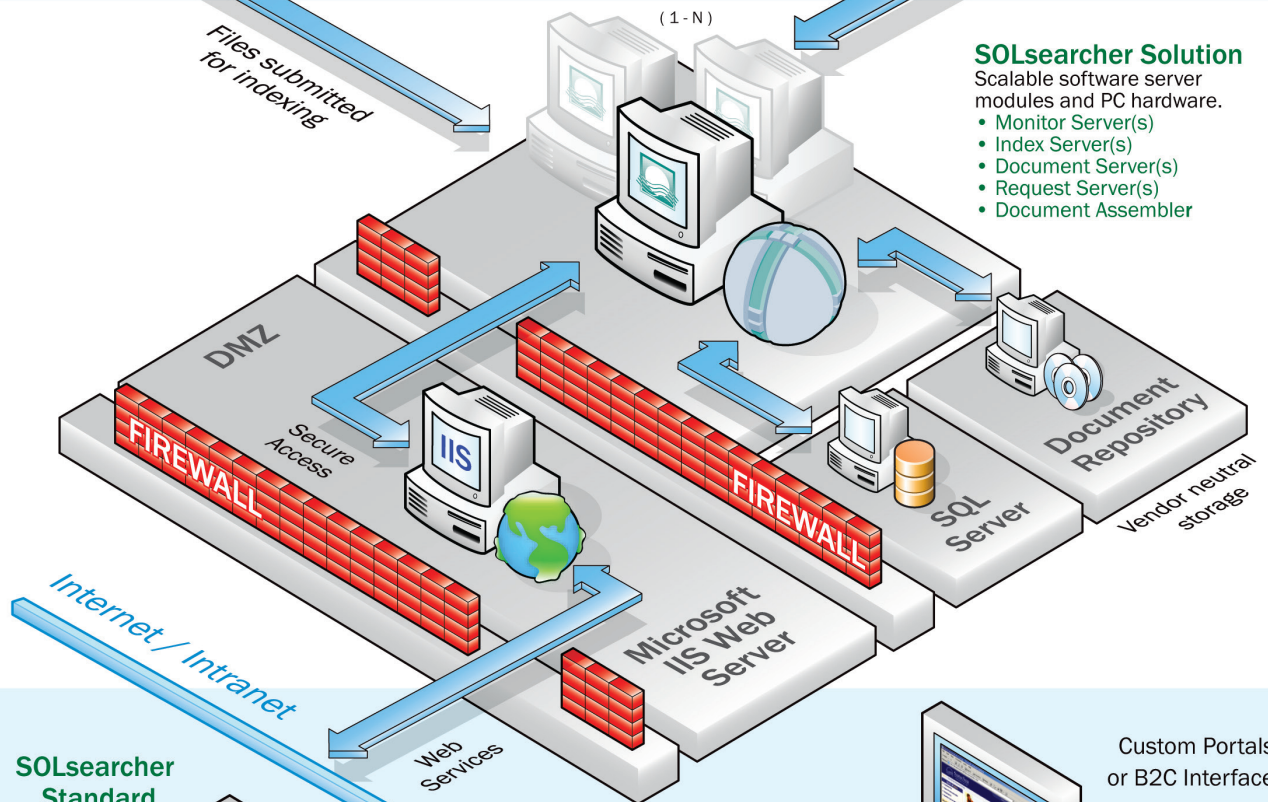 ( 1 - N )
Files submitted
for indexing
SOLsearcher Solution
Scalable software server
modules and PC hardware.
• Monitor Server(s)
• Index Server(s)
• Document Server(s)
• Request Server(s)
• Document Assembler
DMZ
Secure
Access
IIS
FIREWALL
FIREWALL
Document
Repository
Vendor neutral
storage
SQL
Server
Microsoft
IIS Web
Server
Internet / Intranet
Web
Services
SOLsearcher
Standard
Custom Portals
or B2C Interface